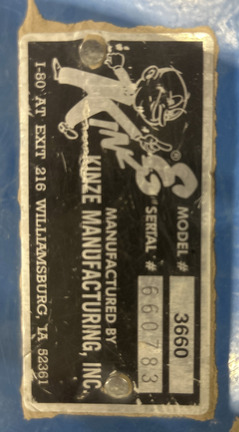 Kinze ®
MODEL # 3660
SERIAL # 660783
MANUFACTURED BY
KINZE MANUFACTURING, INC.
I-80 AT EXIT 216 WILLIAMSBURG, IA 52361